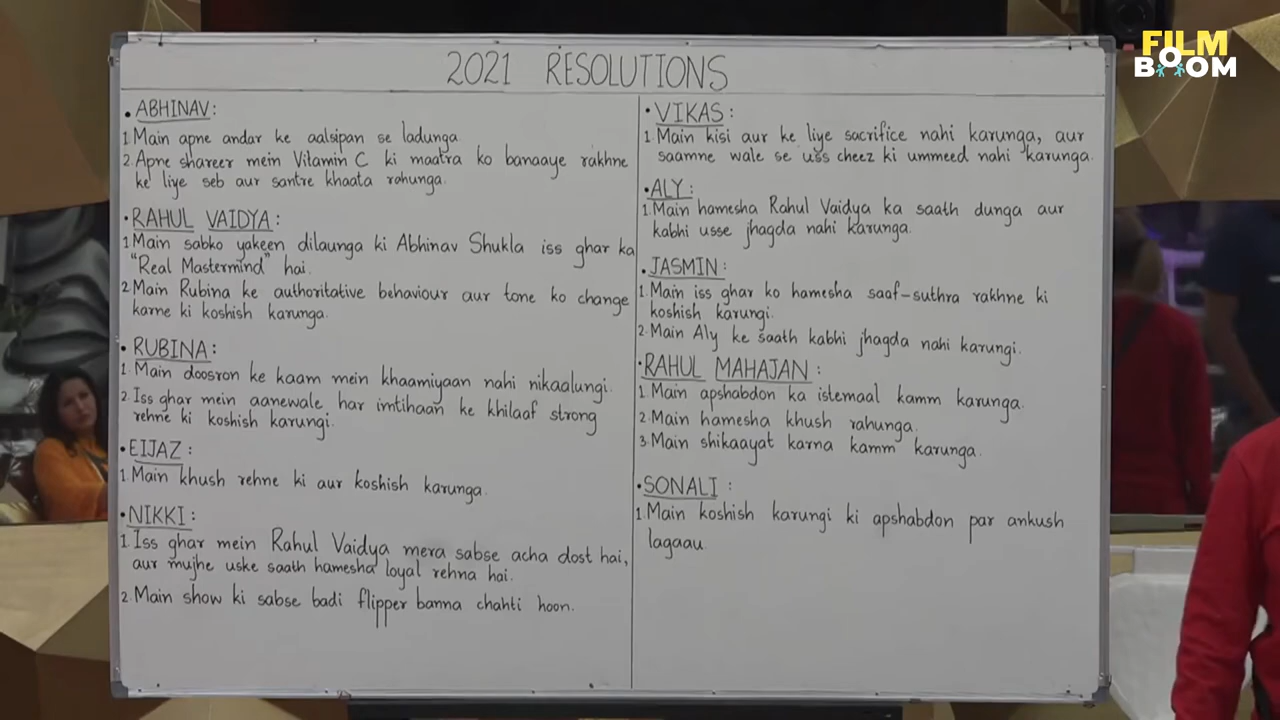 2021 RESOLUTIONS
• ABHINAV:
1. Main apne andar ke aalsipan se ladunga.
2. Apne shareer mein Vitamin C ki maatra ko banaaye rakhne
ke liye seb aur santre khaata rahunga.
• RAHUL VAIDYA:
1. Main sabko yakeen dilaunga ki Abhinav Shukla iss ghar ka
"Real Mastermind" hai.
2. Main Rubina ke authoritative behaviour aur tone ko change
karne ki koshish karunga.
• RUBINA:
1. Main doosron ke kaam mein khaamiyaan nahi nikaalungi.
2. Iss ghar mein aanewale har imtihaan ke khilaaf strong
rehne ki koshish karungi.
• EIJAZ:
1. Main khush rehne ki aur koshish karunga.
• NIKKI:
1. Iss ghar mein Rahul Vaidya mera sabse acha dost hai,
aur mujhe uske saath hamesha loyal rehna hai.
2. Main show ki sabse badi flipper banna chahti hoon.
• VIKAS:
1. Main kisi aur ke liye sacrifice nahi karunga, aur
saamne wale se uss cheez ki ummeed nahi karunga.
• ALY:
1. Main hamesha Rahul Vaidya ka saath dunga aur
kabhi usse jhagda nahi karunga.
• JASMIN:
1. Main iss ghar ko hamesha saaf-suthra rakhne ki
koshish karungi.
2. Main Aly ke saath kabhi jhagda nahi karungi.
• RAHUL MAHAJAN:
1. Main apshabdon ka istemaal kamm karunga.
2. Main hamesha khush rahunga.
3. Main shikaayat karna kamm karunga.
• SONALI:
1. Main koshish karungi ki apshabdon par ankush
lagaau.
FILM
BOOM